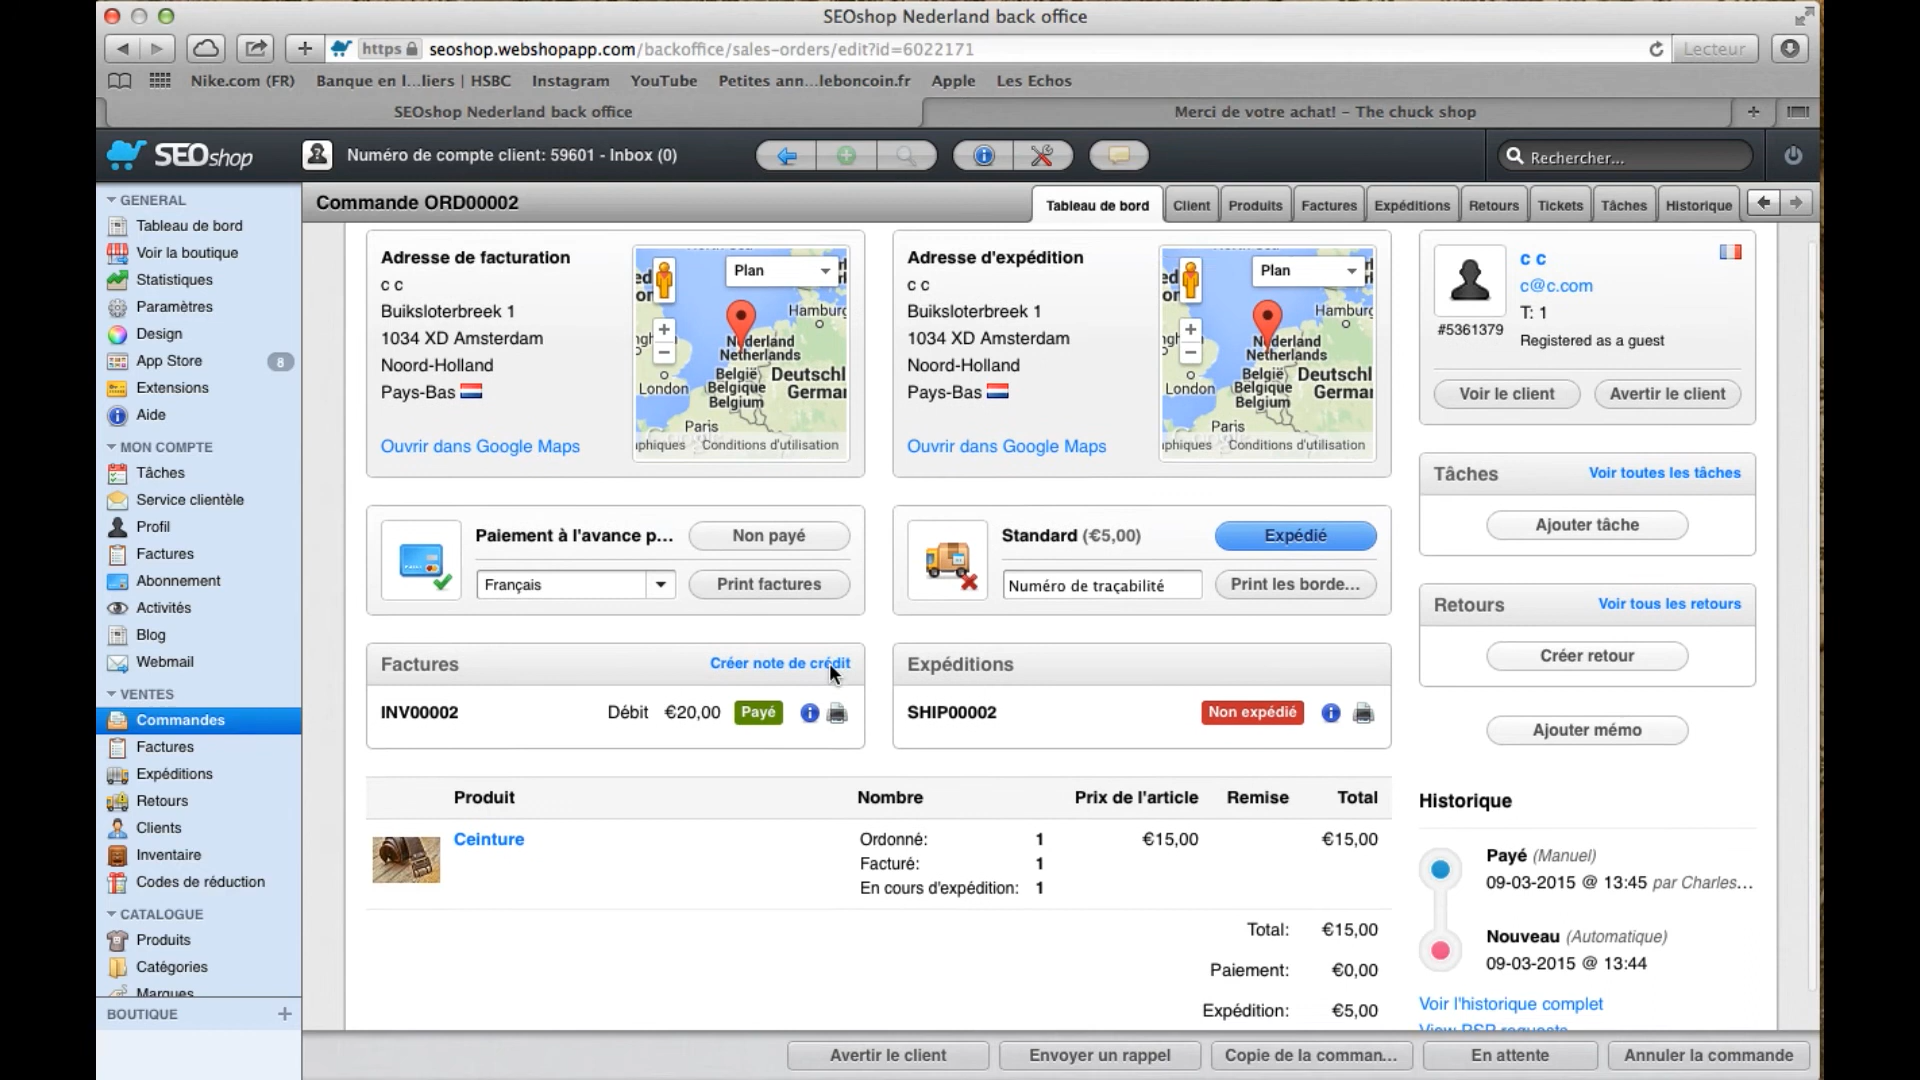 SEOshop Nederland back office
https seoshop.webshopapp.com/backoffice/sales-orders/edit?id=6022171
Lecteur
Nike.com (FR) Banque en l...liers | HSBC Instagram YouTube Petites ann...leboncoin.fr Apple Les Echos
SEOshop Nederland back office
Merci de votre achat! – The chuck shop
SEOshop
Numéro de compte client: 59601 - Inbox (0)
Rechercher...
GENERAL
Tableau de bord
Voir la boutique
Statistiques
Paramètres
Design
App Store 8
Extensions
Aide
MON COMPTE
Tâches
Service clientèle
Profil
Factures
Abonnement
Activités
Blog
Webmail
VENTES
Commandes
Factures
Expéditions
Retours
Clients
Inventaire
Codes de réduction
CATALOGUE
Produits
Catégories
Marques
BOUTIQUE +
Commande ORD00002
Tableau de bord Client Produits Factures Expéditions Retours Tickets Tâches Historique
Adresse de facturation
c c
Buiksloterbreek 1
1034 XD Amsterdam
Noord-Holland
Pays-Bas
Ouvrir dans Google Maps
Plan
Hamburg
Nederland
Netherlands
België
Belgique
Belgium
Deutschl
Germar
London
Paris
phiques Conditions d'utilisation
Adresse d'expédition
c c
Buiksloterbreek 1
1034 XD Amsterdam
Noord-Holland
Pays-Bas
Ouvrir dans Google Maps
Plan
Hamburg
Nederland
Netherlands
België
Belgique
Belgium
Deutschl
Germar
London
Paris
phiques Conditions d'utilisation
c c
c@c.com
T: 1
#5361379
Registered as a guest
Voir le client Avertir le client
Paiement à l'avance p... Non payé
Français Print factures
Standard (€5,00) Expédié
Numéro de traçabilité Print les borde...
Tâches Voir toutes les tâches
Ajouter tâche
Retours Voir tous les retours
Créer retour
Ajouter mémo
Factures Créer note de crédit
INV00002 Débit €20,00 Payé
Expéditions
SHIP00002 Non expédié
Produit Nombre Prix de l'article Remise Total
Ceinture Ordonné: 1 €15,00 €15,00
Facturé: 1
En cours d'expédition: 1
Total: €15,00
Paiement: €0,00
Expédition: €5,00
Historique
Payé (Manuel)
09-03-2015 @ 13:45 par Charles...
Nouveau (Automatique)
09-03-2015 @ 13:44
Voir l'historique complet
View PSP requests
Avertir le client Envoyer un rappel Copie de la comman... En attente Annuler la commande